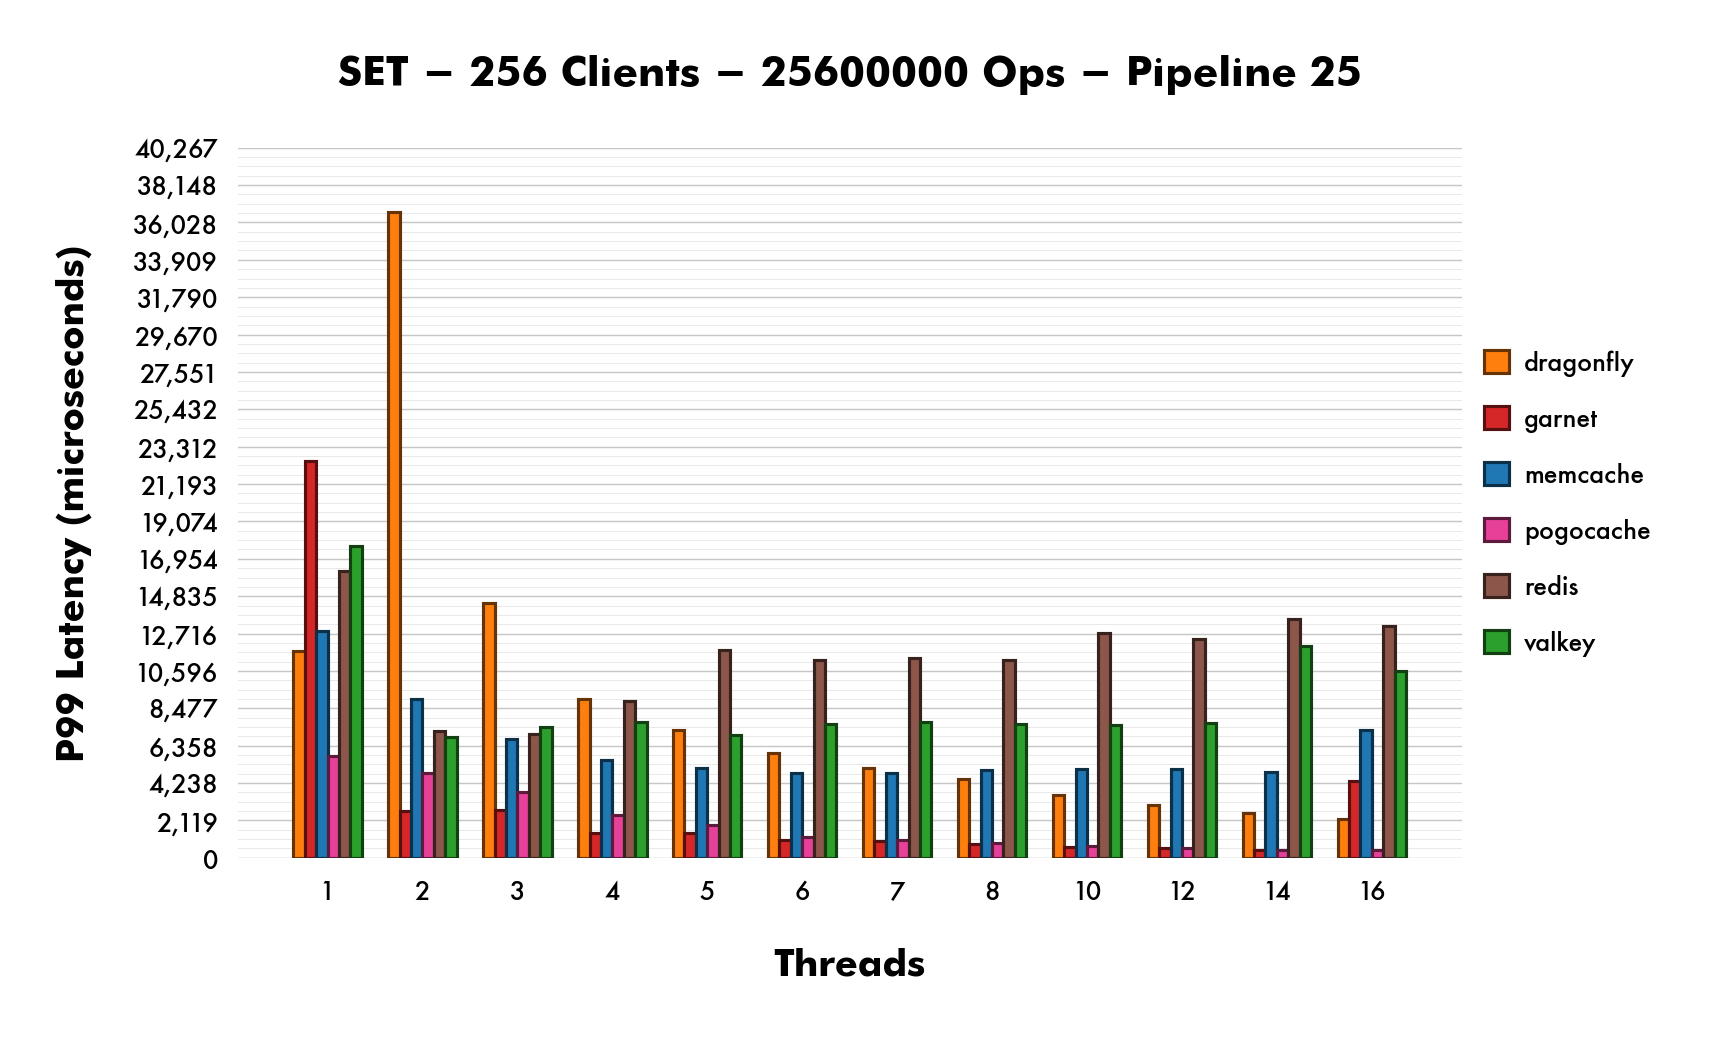 SET – 256 Clients – 25600000 Ops – Pipeline 25
P99 Latency (microseconds)
40,267
38,148
36,028
33,909
31,790
29,670
27,551
25,432
23,312
21,193
19,074
16,954
14,835
12,716
10,596
8,477
6,358
4,238
2,119
0
1 2 3 4 5 6 7 8 10 12 14 16
Threads
dragonfly
garnet
memcache
pogocache
redis
valkey